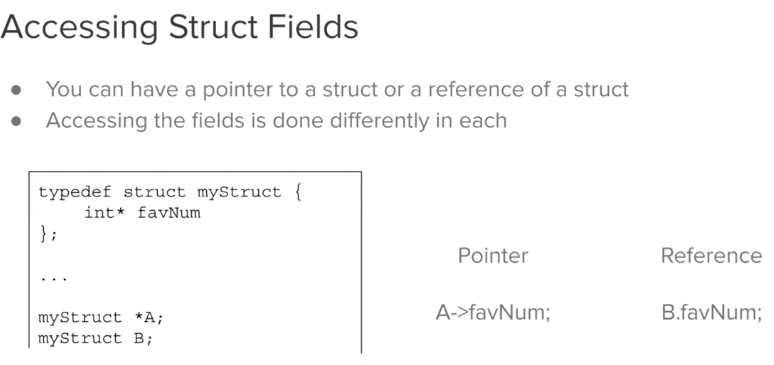 Accessing Struct Fields
● You can have a pointer to a struct or a reference of a struct
● Accessing the fields is done differently in each
typedef struct myStruct {
int* favNum
};
...
myStruct *A;
myStruct B;
Pointer
Reference
A->favNum;
B.favNum;